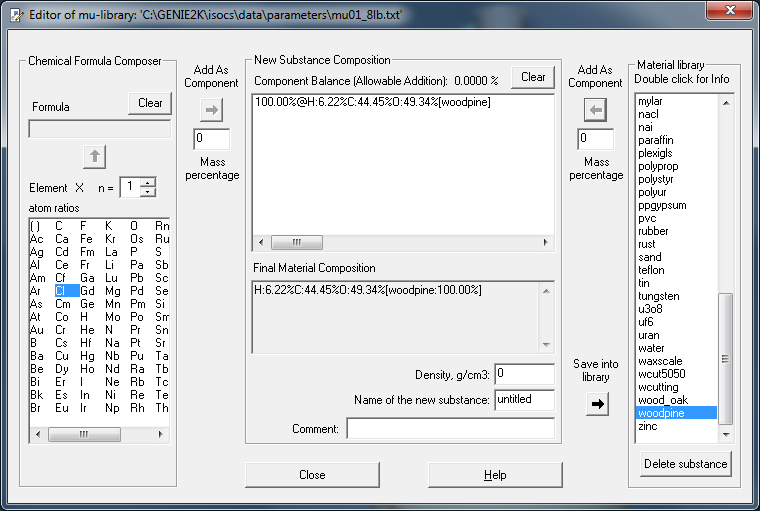 Editor of mu-library: 'C:\GENIE2K\isocs\data\parameters\mu01_8lb.txt'
Chemical Formula Composer
Formula
Clear
Element X n = 1
atom ratios
( ) C F K O Rn
Ac Ca Fe Kr Os Ru
Ag Cd Fm La P S
Al Ce Fr Li Pa Sb
Am Cf Ga Lu Pb Sc
Ar Cl Gd Mg Pd Se
As Cm Ge Mn Pm Si
At Co H Mo Po Sm
Au Cr He N Pr Sn
B Cs Hf Na Pt Sr
Ba Cu Hg Nb Pu Ta
Be Dy Ho Nd Ra Tb
Bi Er I Ne Rb Tc
Bk Es In Ni Re Te
Br Eu Ir Np Rh Th
Add As
Component
0
Mass
percentage
New Substance Composition
Component Balance (Allowable Addition): 0.0000 %
Clear
100.00%@H:6.22%C:44.45%O:49.34%[woodpine]
Final Material Composition
H:6.22%C:44.45%O:49.34%[woodpine:100.00%]
Density, g/cm3: 0
Name of the new substance: untitled
Comment:
Close
Help
Add As
Component
0
Mass
percentage
Save into
library
Material library
Double click for Info
mylar
nacl
nai
paraffin
plexigls
polyprop
polystyr
polyur
ppgypsum
pvc
rubber
rust
sand
teflon
tin
tungsten
u3o8
uf6
uran
water
waxscale
wcut5050
wcutting
wood_oak
woodpine
zinc
Delete substance